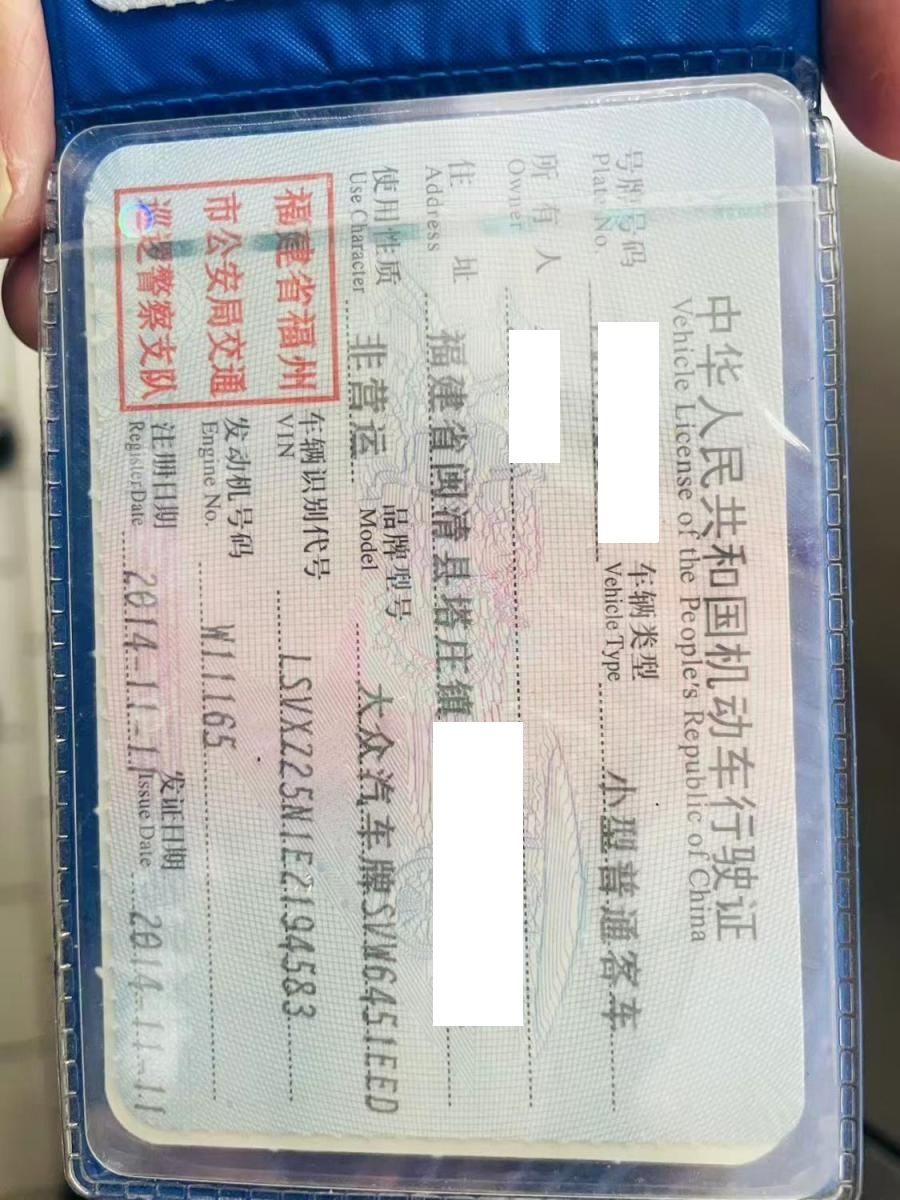 中华人民共和国机动车行驶证
Vehicle License of the People's Republic of China
号牌号码 车辆类型 小型普通客车
Plate No. Vehicle Type
所有人
Owner
住址 福建省闽清县塔庄镇
Address
使用性质 非营运 品牌型号 大众汽车牌SVW6451EED
Use Character Model
福建省福州
市公安局交通
巡逻警察支队
车辆识别代号 LSVX225N1E2194583
VIN
发动机号码 W11165
Engine No.
注册日期 2014-11-11 发证日期 2014-11-11
Register Date Issue Date